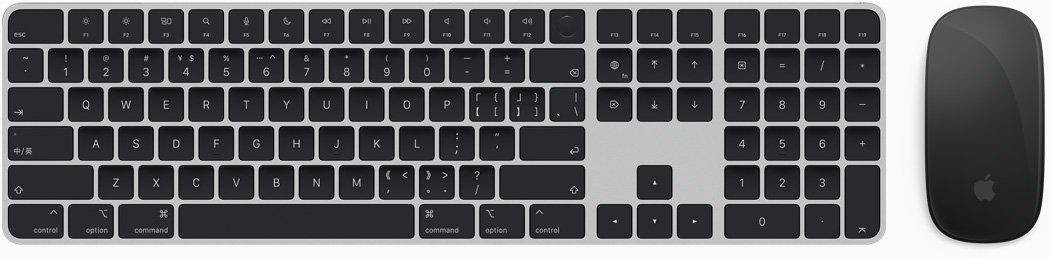 esc F1 F2 F3 F4 F5 F6 F7 F8 F9 F10 F11 F12 F13 F14 F15 F16 F17 F18 F19
~ ! @ # ¥ $ % … ^ & * ( ) — + fn = / *
· 1 2 3 4 5 6 7 8 9 0 - =
Q W E R T Y U I O P 「 { 」 } | 7 8 9 −
【 [ 】 ] 、 \
中/英 A S D F G H J K L : ; " ' 4 5 6 +
Z X C V B N M 《 < , , 》 > 。 . ? / 1 2 3
control option command command option control 0 .